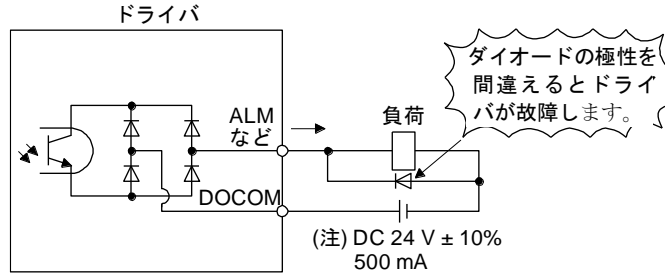 ドライバ
ダイオードの極性を
間違えるとドライ
バが故障します。
ALM
など
負荷
DOCOM
(注) DC 24 V ± 10%
500 mA